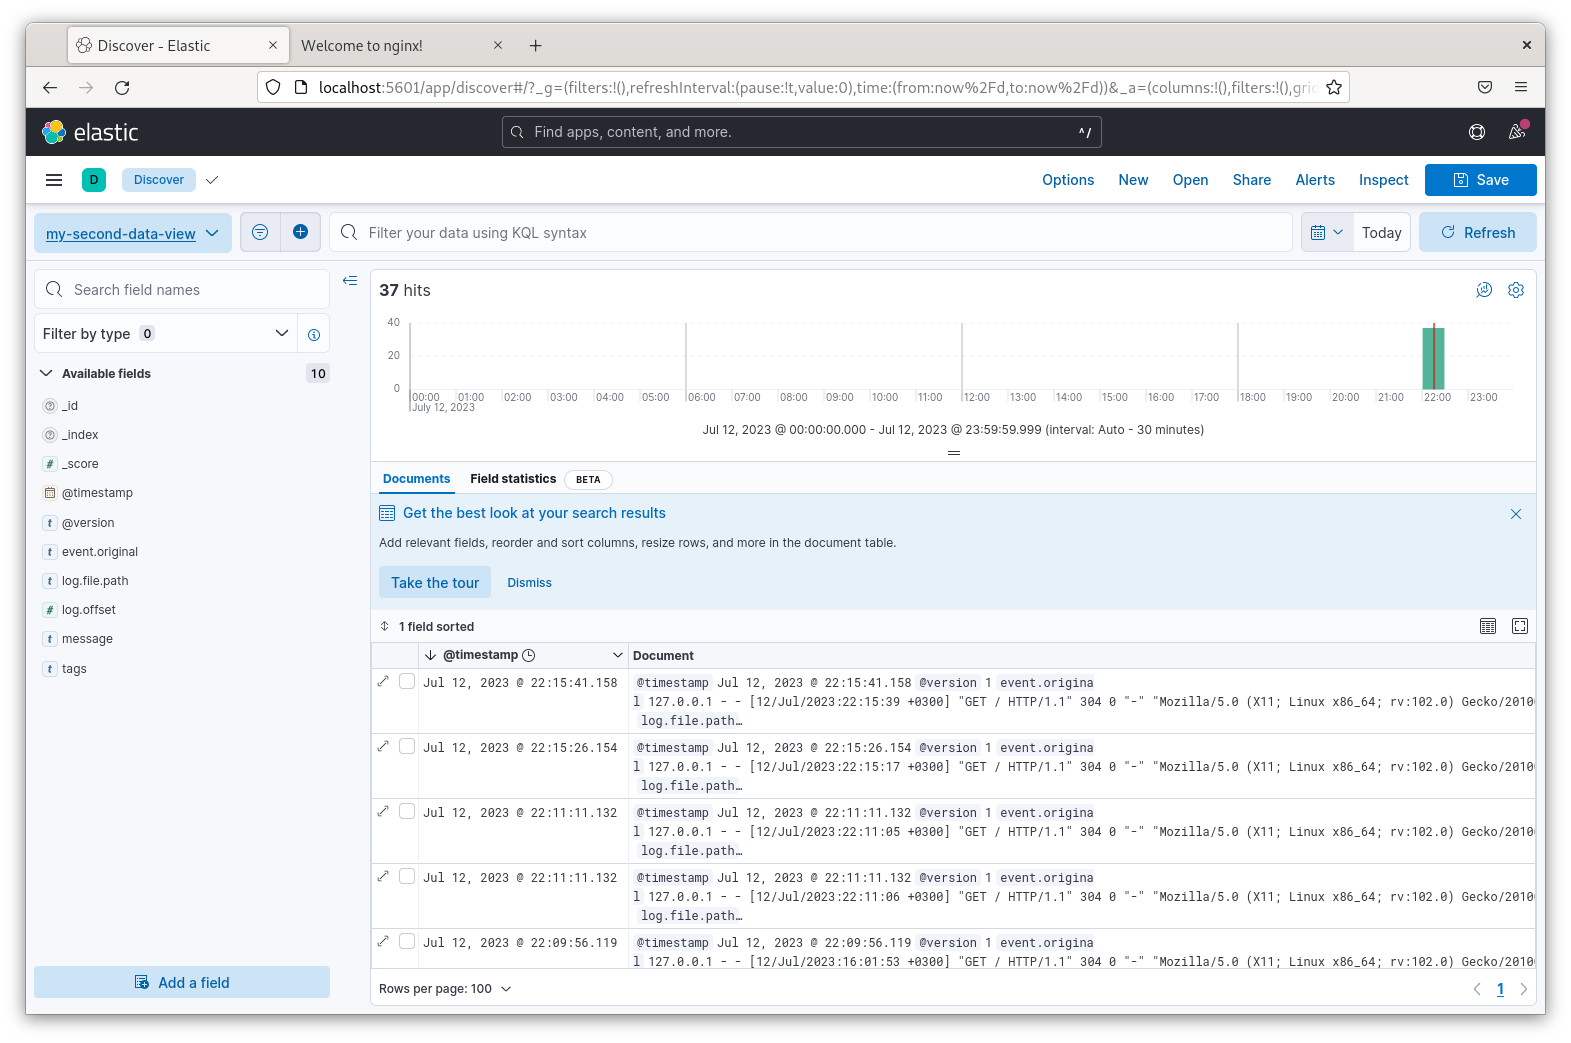 Discover - Elastic
Welcome to nginx!
localhost:5601/app/discover#/?_g=(filters:!(),refreshInterval:(pause:!t,value:0),time:(from:now%2Fd,to:now%2Fd))&_a=(columns:!(),filters:!(),grid
elastic
Find apps, content, and more.
^/
D
Discover
Options
New
Open
Share
Alerts
Inspect
Save
my-second-data-view
Filter your data using KQL syntax
Today
Refresh
Search field names
Filter by type 0
Available fields 10
_id
_index
# _score
@timestamp
t @version
t event.original
t log.file.path
# log.offset
t message
t tags
Add a field
37 hits
40
20
0
00:00 01:00 02:00 03:00 04:00 05:00 06:00 07:00 08:00 09:00 10:00 11:00 12:00 13:00 14:00 15:00 16:00 17:00 18:00 19:00 20:00 21:00 22:00 23:00
July 12, 2023
Jul 12, 2023 @ 00:00:00.000 - Jul 12, 2023 @ 23:59:59.999 (interval: Auto - 30 minutes)
Documents
Field statistics BETA
Get the best look at your search results
Add relevant fields, reorder and sort columns, resize rows, and more in the document table.
Take the tour
Dismiss
1 field sorted
@timestamp
Document
Jul 12, 2023 @ 22:15:41.158 @timestamp Jul 12, 2023 @ 22:15:41.158 @version 1 event.origina
l 127.0.0.1 - - [12/Jul/2023:22:15:39 +0300] "GET / HTTP/1.1" 304 0 "-" "Mozilla/5.0 (X11; Linux x86_64; rv:102.0) Gecko/2010
log.file.path…
Jul 12, 2023 @ 22:15:26.154 @timestamp Jul 12, 2023 @ 22:15:26.154 @version 1 event.origina
l 127.0.0.1 - - [12/Jul/2023:22:15:17 +0300] "GET / HTTP/1.1" 304 0 "-" "Mozilla/5.0 (X11; Linux x86_64; rv:102.0) Gecko/2010
log.file.path…
Jul 12, 2023 @ 22:11:11.132 @timestamp Jul 12, 2023 @ 22:11:11.132 @version 1 event.origina
l 127.0.0.1 - - [12/Jul/2023:22:11:05 +0300] "GET / HTTP/1.1" 304 0 "-" "Mozilla/5.0 (X11; Linux x86_64; rv:102.0) Gecko/2010
log.file.path…
Jul 12, 2023 @ 22:11:11.132 @timestamp Jul 12, 2023 @ 22:11:11.132 @version 1 event.origina
l 127.0.0.1 - - [12/Jul/2023:22:11:06 +0300] "GET / HTTP/1.1" 304 0 "-" "Mozilla/5.0 (X11; Linux x86_64; rv:102.0) Gecko/2010
log.file.path…
Jul 12, 2023 @ 22:09:56.119 @timestamp Jul 12, 2023 @ 22:09:56.119 @version 1 event.origina
l 127.0.0.1 - - [12/Jul/2023:16:01:53 +0300] "GET / HTTP/1.1" 304 0 "-" "Mozilla/5.0 (X11; Linux x86_64; rv:102.0) Gecko/2010
Rows per page: 100
1